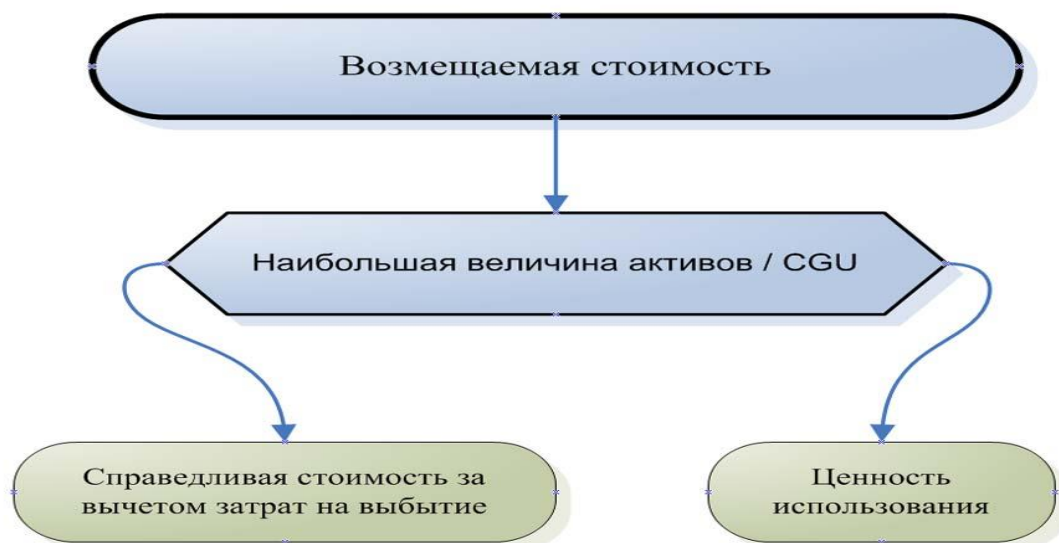 Возмещаемая стоимость
Наибольшая величина активов / CGU
Справедливая стоимость за
вычетом затрат на выбытие
Ценность
использования